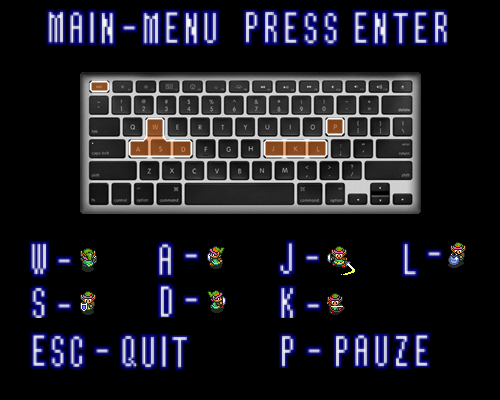 MAIN-MENU PRESS ENTER
Q W E R T Y U I O P
A S D F G H J K L
Z X C V B N M
W - A - J - L -
S - D - K -
ESC - QUIT P - PAUZE